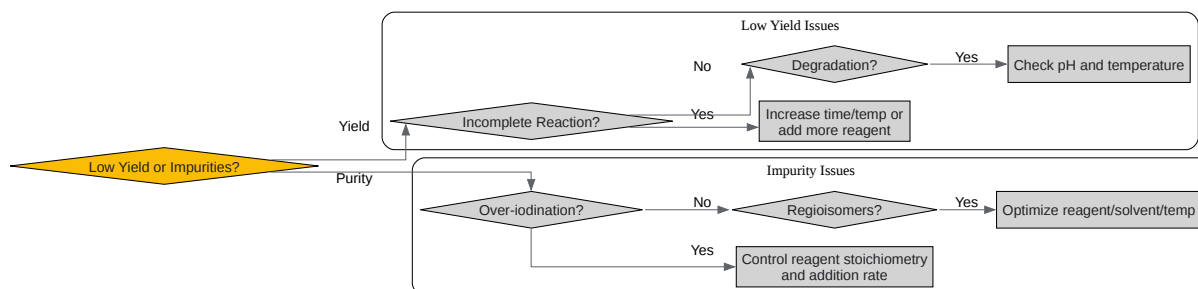 Low Yield Issues
No
Degradation?
Yes
Check pH and temperature
Yield
Incomplete Reaction?
Yes
Increase time/temp or
add more reagent
Low Yield or Impurities?
Purity
Impurity Issues
Over-iodination?
No
Regioisomers?
Yes
Optimize reagent/solvent/temp
Yes
Control reagent stoichiometry
and addition rate